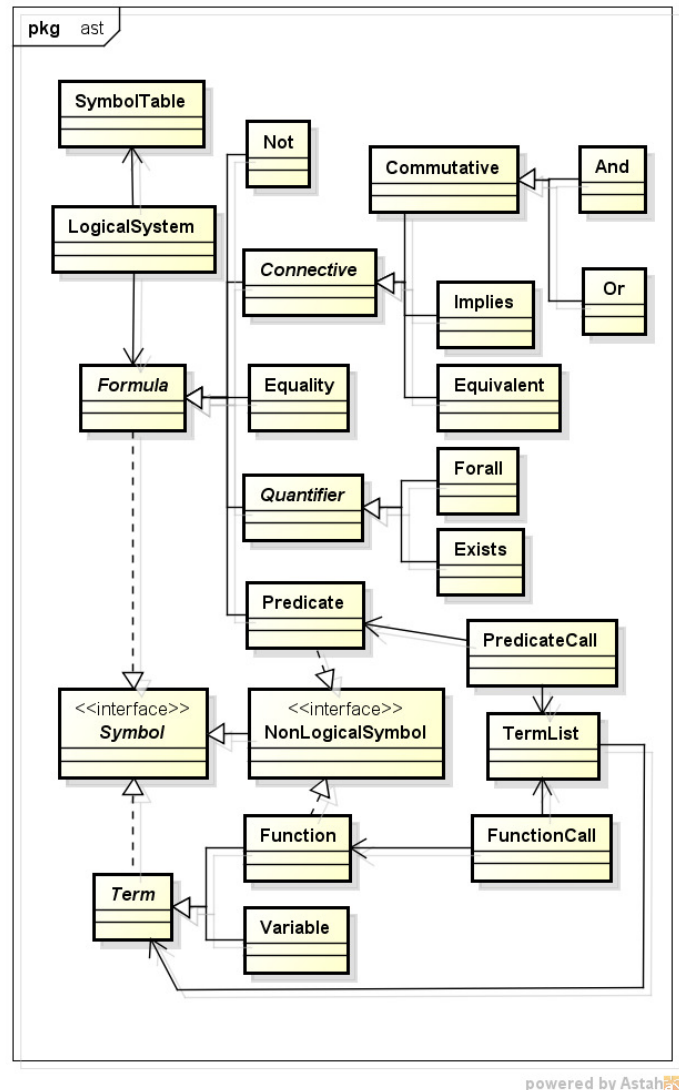 pkg ast
SymbolTable
Not
Commutative
And
LogicalSystem
Connective
Implies
Or
Formula
Equality
Equivalent
Quantifier
Forall
Exists
Predicate
PredicateCall
<<interface>>
Symbol
<<interface>>
NonLogicalSymbol
TermList
Function
FunctionCall
Term
Variable
powered by Astah